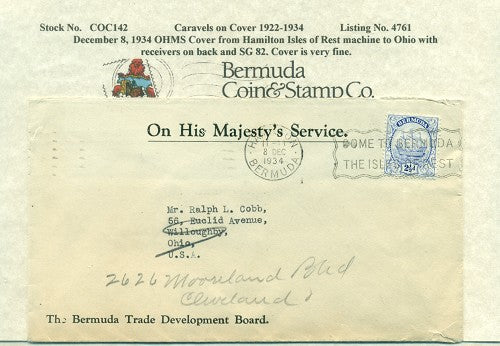 Stock No. COC142 Caravels on Cover 1922-1934 Listing No. 4761
December 8, 1934 OHMS Cover from Hamilton Isles of Rest machine to Ohio with
receivers on back and SG 82. Cover is very fine.
Bermuda
Coin & Stamp Co.
On His Majesty's Service.
HAMILTON
8 DEC
1934
BERMUDA
COME TO BERMUDA
THE ISLES OF REST
BERMUDA
2½d
Mr. Ralph L. Cobb,
56, Euclid Avenue,
Willoughby,
Ohio,
U.S.A.
2626 Mooreland Blvd
Cleveland
The Bermuda Trade Development Board.